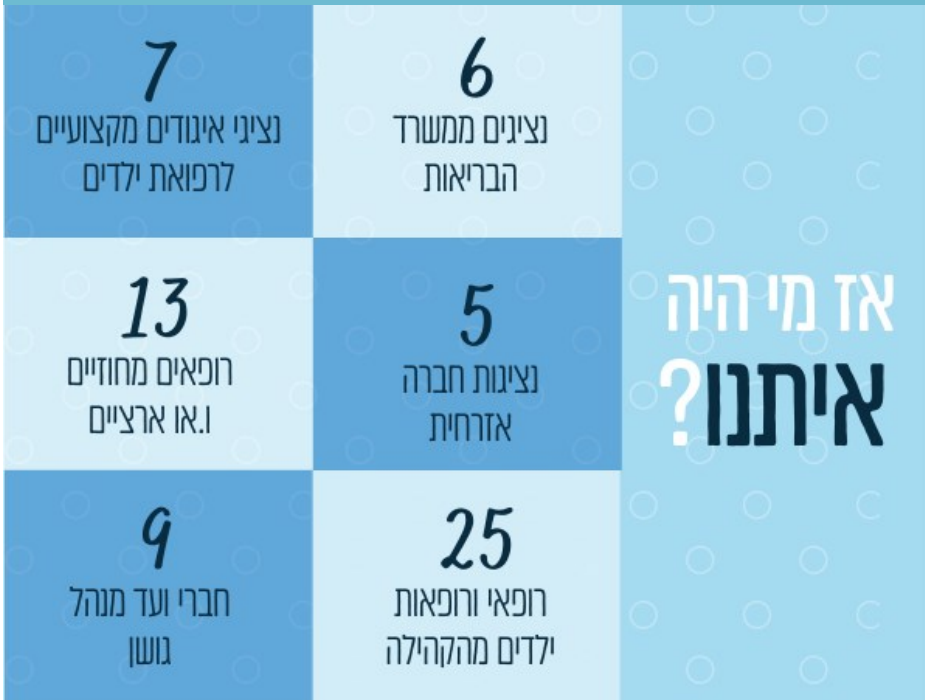 אז מי היה
איתנו?
6
נציגים ממשרד
הבריאות
7
נציגי איגודים מקצועיים
לרפואת ילדים
5
נציגות חברה
אזרחית
13
רופאים מחוזיים
ו.או ארציים
25
רופאי ורופאות
ילדים מהקהילה
9
חברי ועד מנהל
גושן